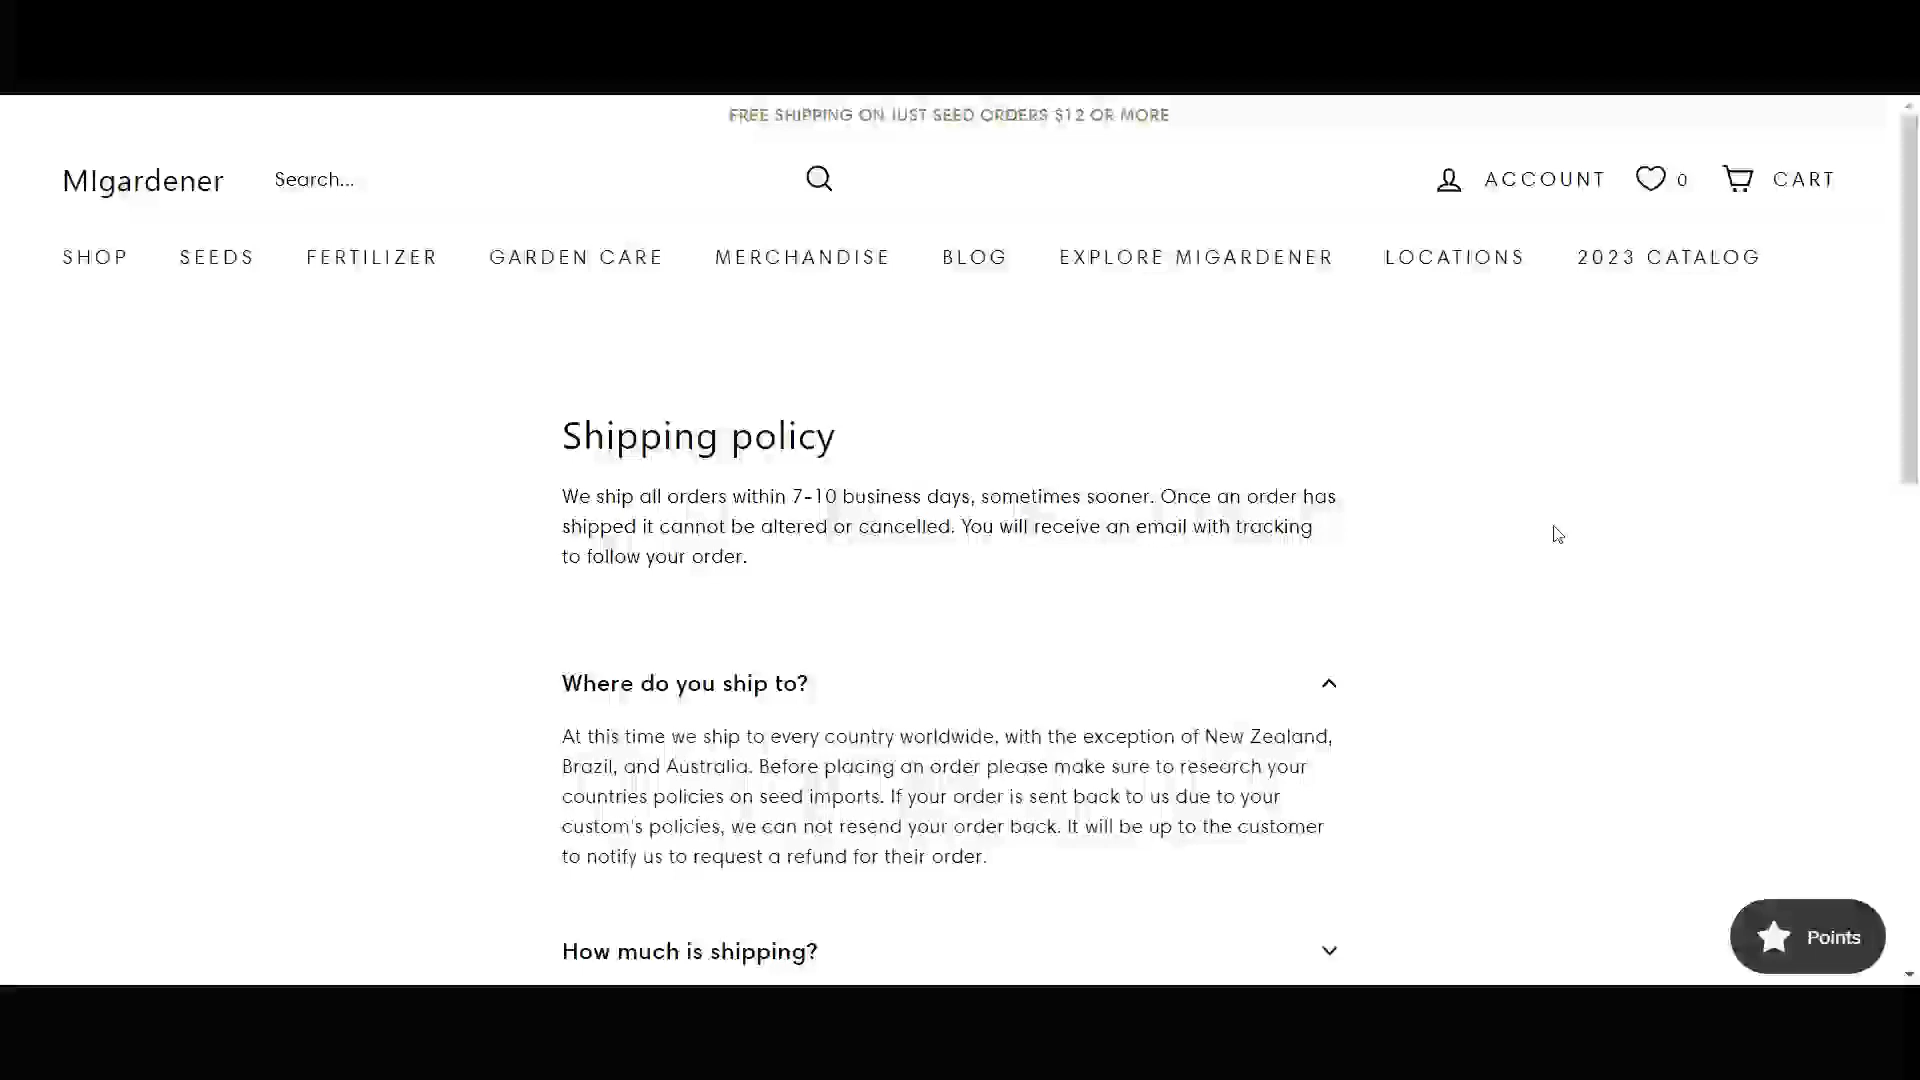 FREE SHIPPING ON JUST SEED ORDERS $12 OR MORE
MIgardener Search... ACCOUNT 0 CART
SHOP SEEDS FERTILIZER GARDEN CARE MERCHANDISE BLOG EXPLORE MIGARDENER LOCATIONS 2023 CATALOG
Shipping policy
We ship all orders within 7-10 business days, sometimes sooner. Once an order has
shipped it cannot be altered or cancelled. You will receive an email with tracking
to follow your order.
Where do you ship to?
At this time we ship to every country worldwide, with the exception of New Zealand,
Brazil, and Australia. Before placing an order please make sure to research your
countries policies on seed imports. If your order is sent back to us due to your
custom's policies, we can not resend your order back. It will be up to the customer
to notify us to request a refund for their order.
How much is shipping?
Points